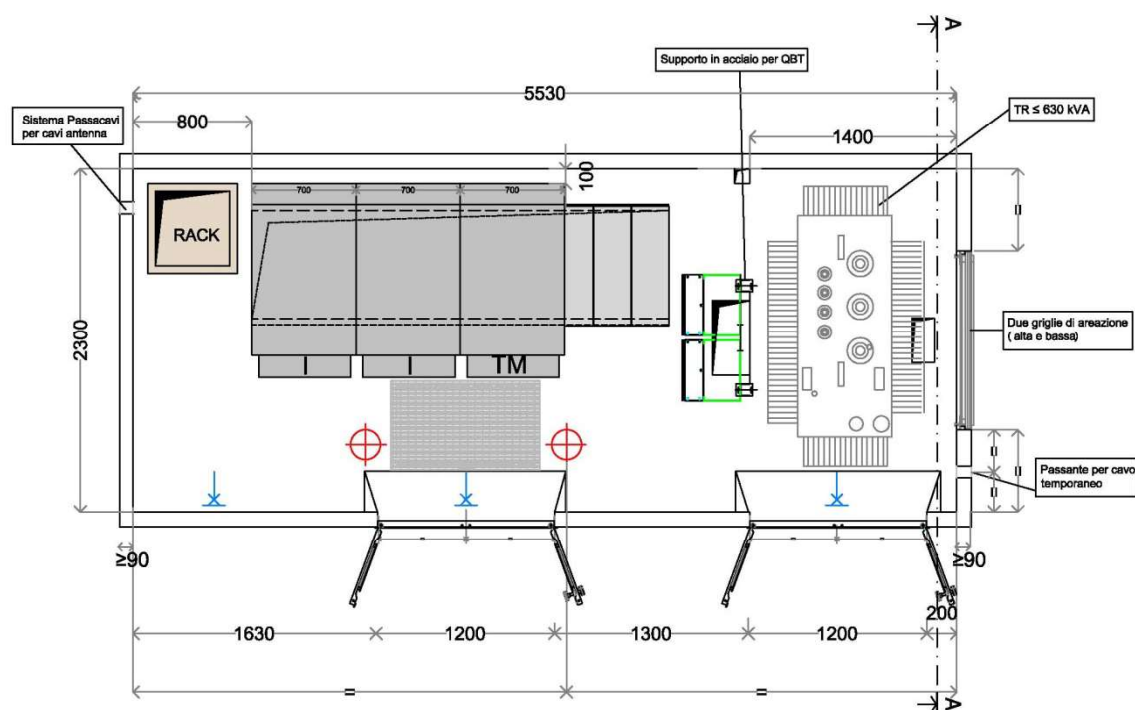 A
Supporto in acciaio per QBT
5530
Sistema Passacavi
per cavi antenna
800
TR ≤ 630 kVA
1400
100
700
700
700
=
RACK
2300
Due griglie di areazione
( alta e bassa)
I
I
TM
=
=
=
Passante per cavo
temporaneo
≥90
≥90
200
1630
1200
1300
1200
=
=
A